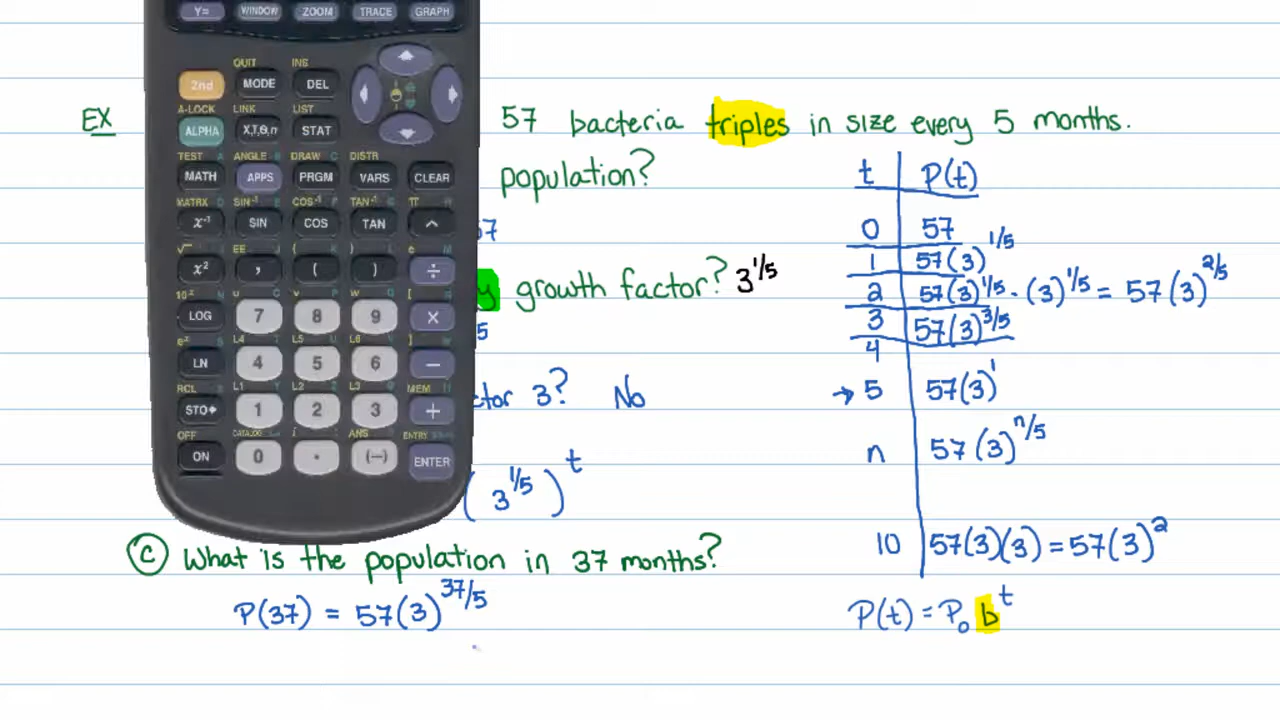 Y= WINDOW ZOOM TRACE GRAPH
QUIT INS
2nd MODE DEL
A-LOCK LINK LIST
ALPHA X,T,θ,n STAT
TEST A ANGLE B DRAW C DISTR
MATH APPS PRGM VARS CLEAR
MATRX D SIN⁻¹ E COS⁻¹ F TAN⁻¹ G π H
x⁻¹ SIN COS TAN ^
√ I EE J { K } L e M
x² , ( ) ÷
10ˣ N u O v P w Q [ R
LOG 7 8 9 ×
eˣ S L4 T L5 U L6 V ] W
LN 4 5 6 −
RCL X L1 Y L2 Z L3 θ MEM "
STO→ 1 2 3 +
OFF CATALOG i : ANS ? ENTRY SOLVE
ON 0 . (−) ENTER
EX 57 bacteria triples in size every 5 months.
population?
57
y growth factor? 3^1/5
5
ctor 3? No
( 3^1/5 )^t
C What is the population in 37 months?
P(37) = 57(3)^37/5
t P(t)
0 57
1 57(3)^1/5
2 57(3)^1/5 · (3)^1/5 = 57(3)^2/5
3 57(3)^3/5
4
→ 5 57(3)^1
n 57(3)^n/5
10 57(3)(3) = 57(3)^2
P(t) = P₀ b^t